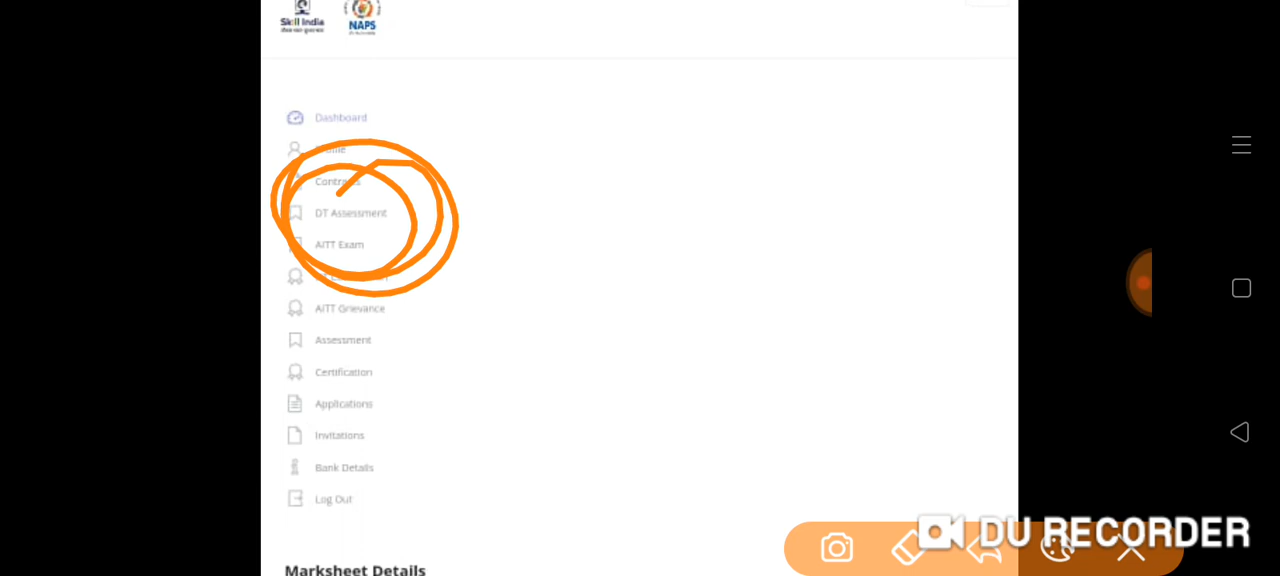 Skill India
NAPS
Dashboard
Profile
Contracts
DT Assessment
AITT Exam
AITT Grievance
Assessment
Certification
Applications
Invitations
Bank Details
Log Out
Marksheet Details
DU RECORDER